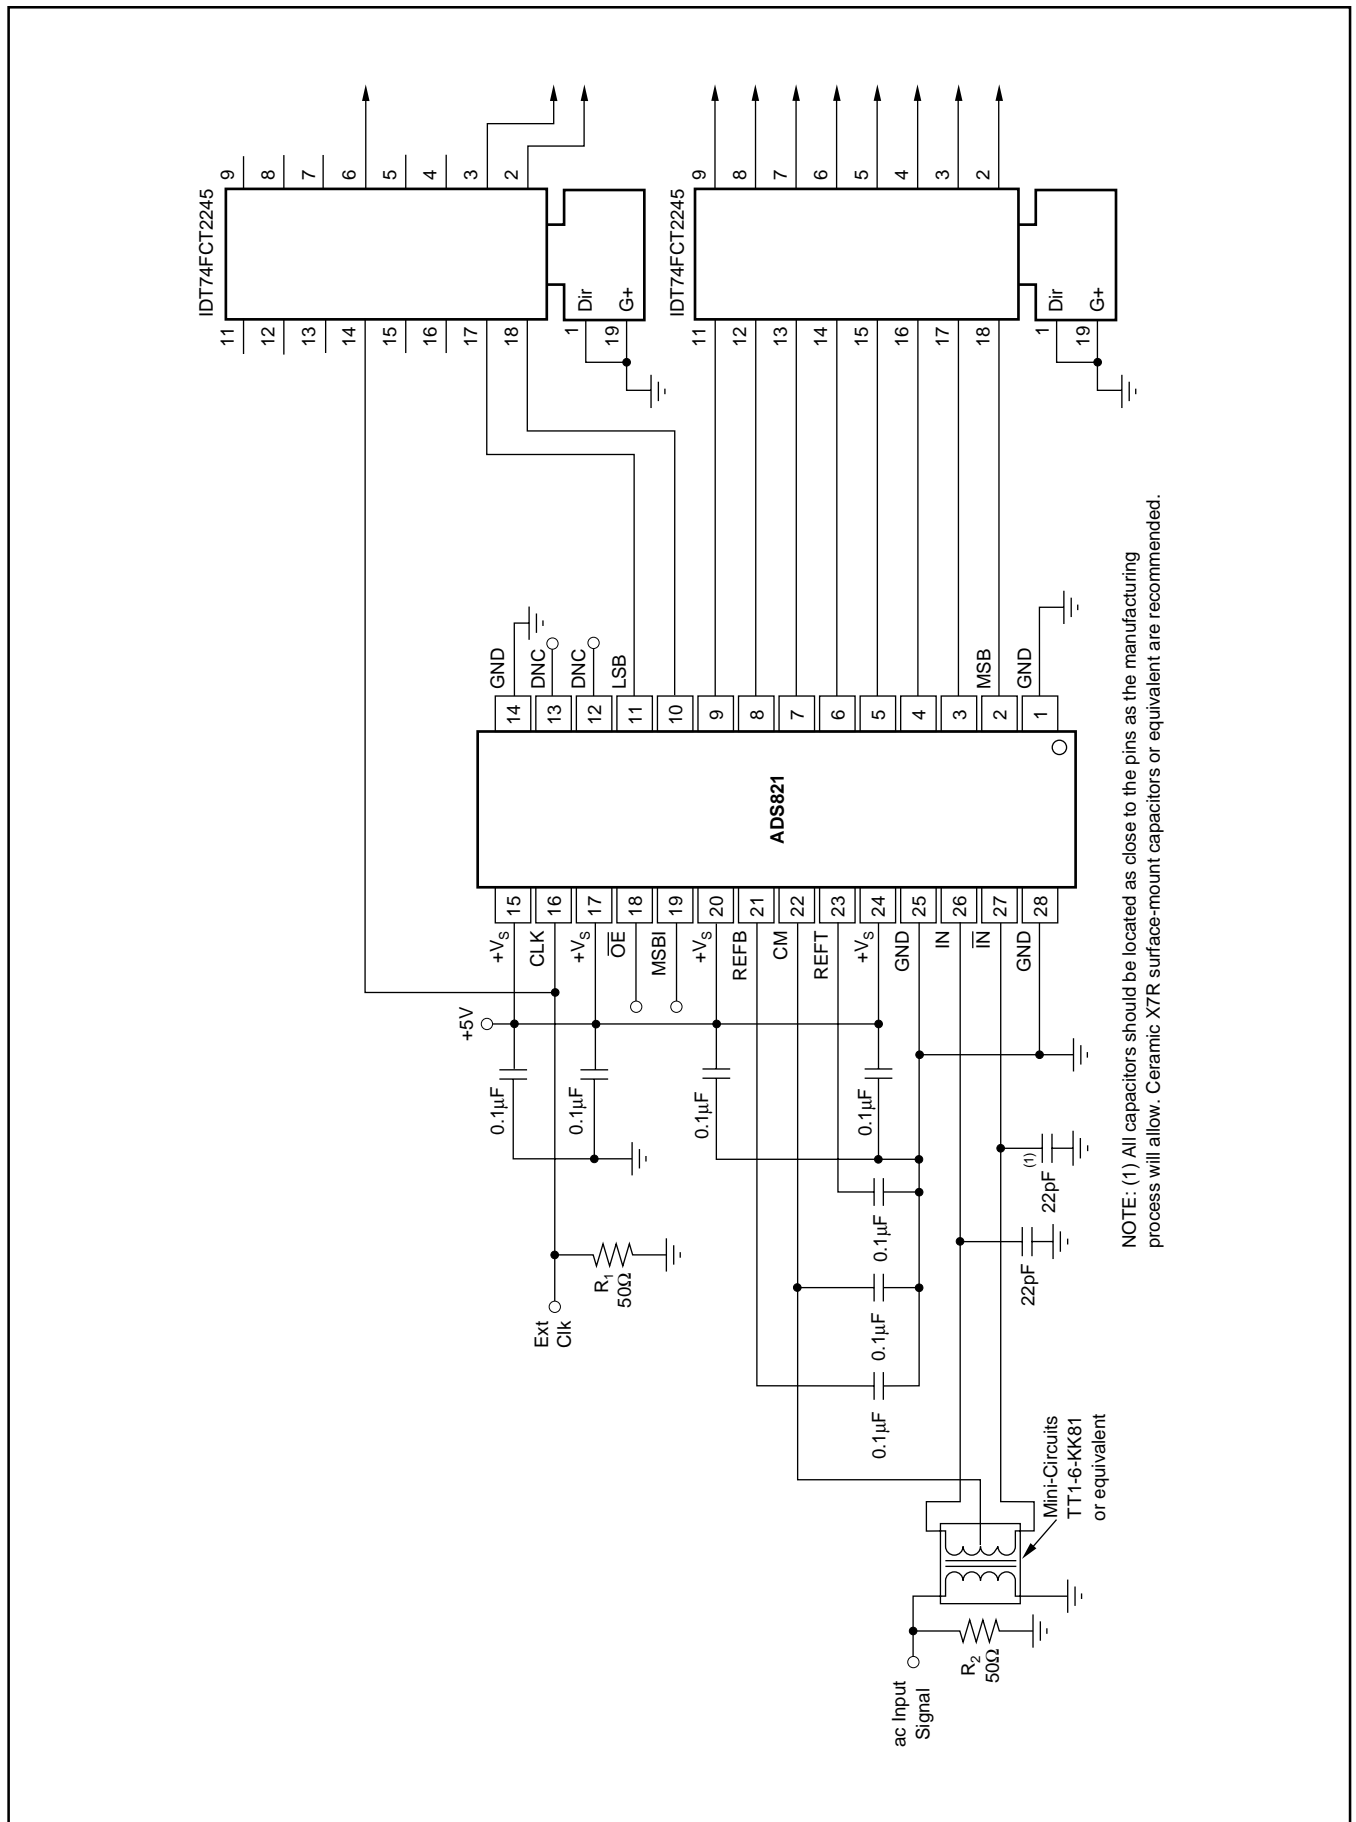 ac Input
Signal
R2
50Ω
Mini-Circuits
TT1-6-KK81
or equivalent
Ext
Clk
R1
50Ω
+5V
0.1µF
0.1µF
0.1µF
0.1µF
0.1µF
0.1µF
0.1µF
22pF
22pF
(1)
+VS
CLK
+VS
OE
MSBI
+VS
REFB
CM
REFT
+VS
GND
IN
IN
GND
15
16
17
18
19
20
21
22
23
24
25
26
27
28
ADS821
14
13
12
11
10
9
8
7
6
5
4
3
2
1
GND
DNC
DNC
LSB
MSB
GND
IDT74FCT2245
11
12
13
14
15
16
17
18
1
19
Dir
G+
9
8
7
6
5
4
3
2
IDT74FCT2245
11
12
13
14
15
16
17
18
1
19
Dir
G+
9
8
7
6
5
4
3
2
NOTE: (1) All capacitors should be located as close to the pins as the manufacturing
process will allow. Ceramic X7R surface-mount capacitors or equivalent are recommended.